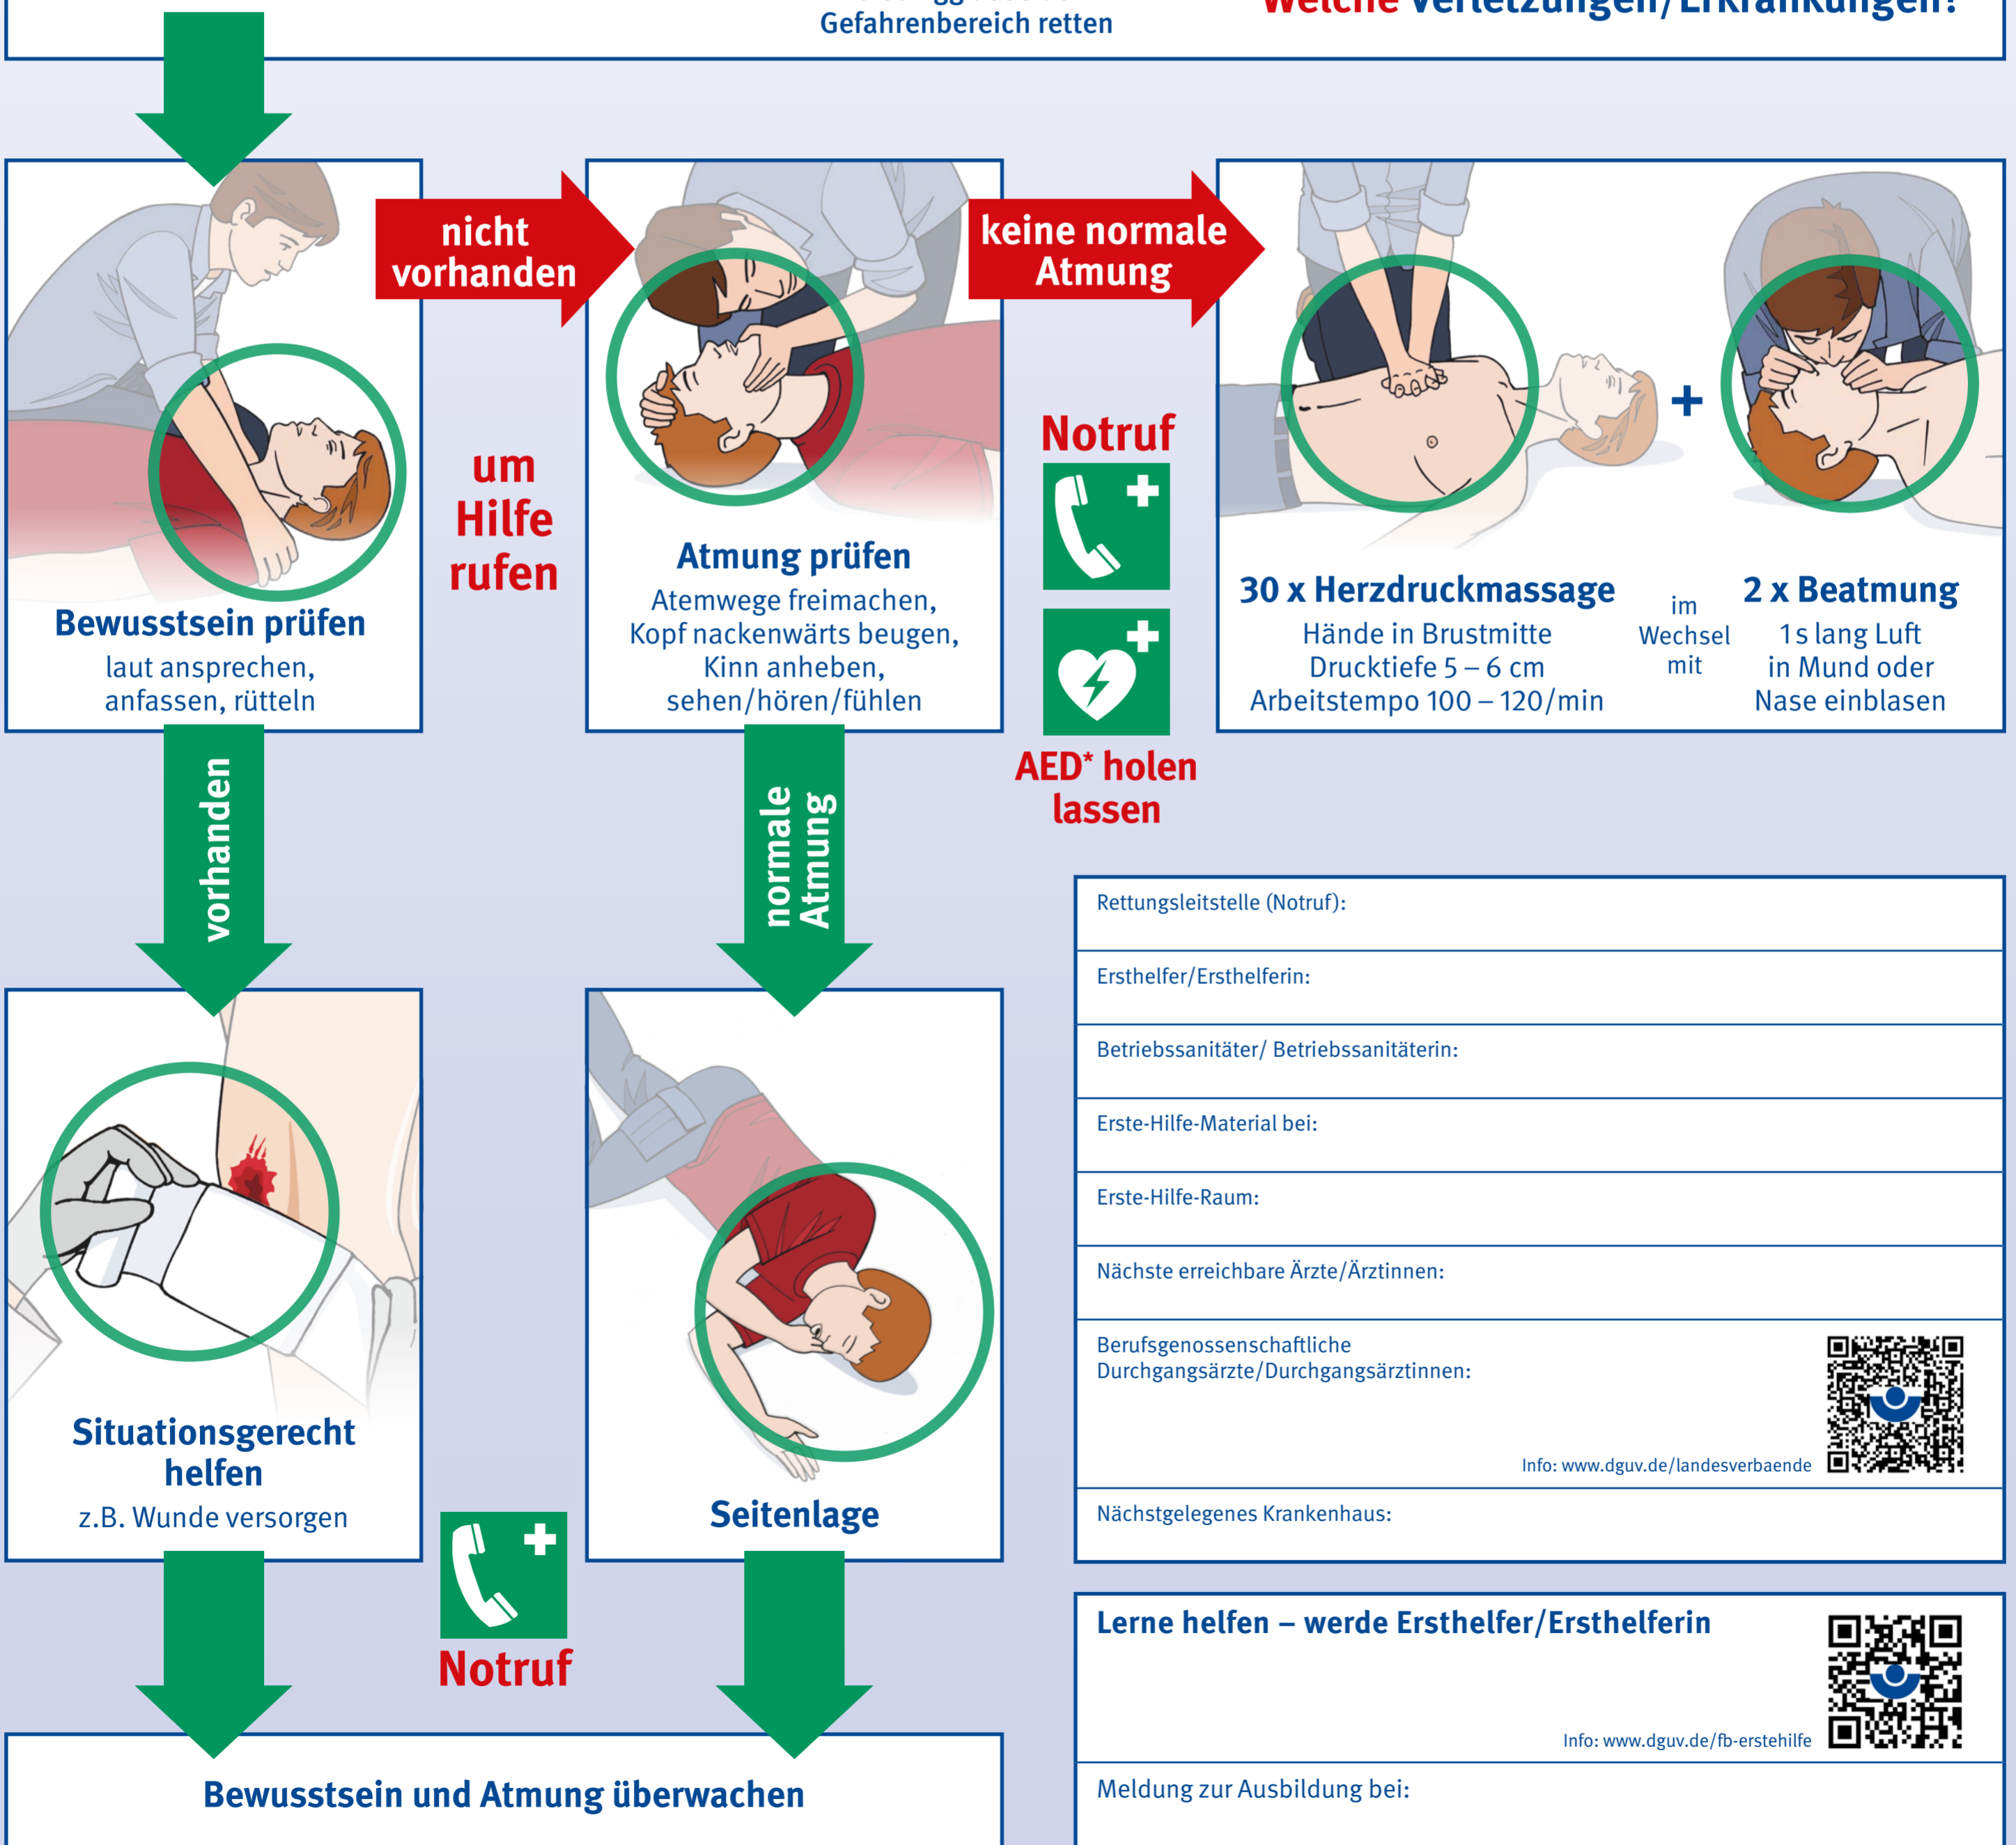 Gefahrenbereich retten
Welche Verletzungen/Erkrankungen?
nicht
vorhanden
keine normale
Atmung
um
Hilfe
rufen
Notruf
AED* holen
lassen
Bewusstsein prüfen
laut ansprechen,
anfassen, rütteln
Atmung prüfen
Atemwege freimachen,
Kopf nackenwärts beugen,
Kinn anheben,
sehen/hören/fühlen
30 x Herzdruckmassage
Hände in Brustmitte
Drucktiefe 5 – 6 cm
Arbeitstempo 100 – 120/min
+
im
Wechsel
mit
2 x Beatmung
1 s lang Luft
in Mund oder
Nase einblasen
vorhanden
normale
Atmung
Situationsgerecht
helfen
z.B. Wunde versorgen
Notruf
Seitenlage
Bewusstsein und Atmung überwachen
Rettungsleitstelle (Notruf):
Ersthelfer/Ersthelferin:
Betriebssanitäter/ Betriebssanitäterin:
Erste-Hilfe-Material bei:
Erste-Hilfe-Raum:
Nächste erreichbare Ärzte/Ärztinnen:
Berufsgenossenschaftliche
Durchgangsärzte/Durchgangsärztinnen:
Info: www.dguv.de/landesverbaende
Nächstgelegenes Krankenhaus:
Lerne helfen – werde Ersthelfer/Ersthelferin
Info: www.dguv.de/fb-erstehilfe
Meldung zur Ausbildung bei: